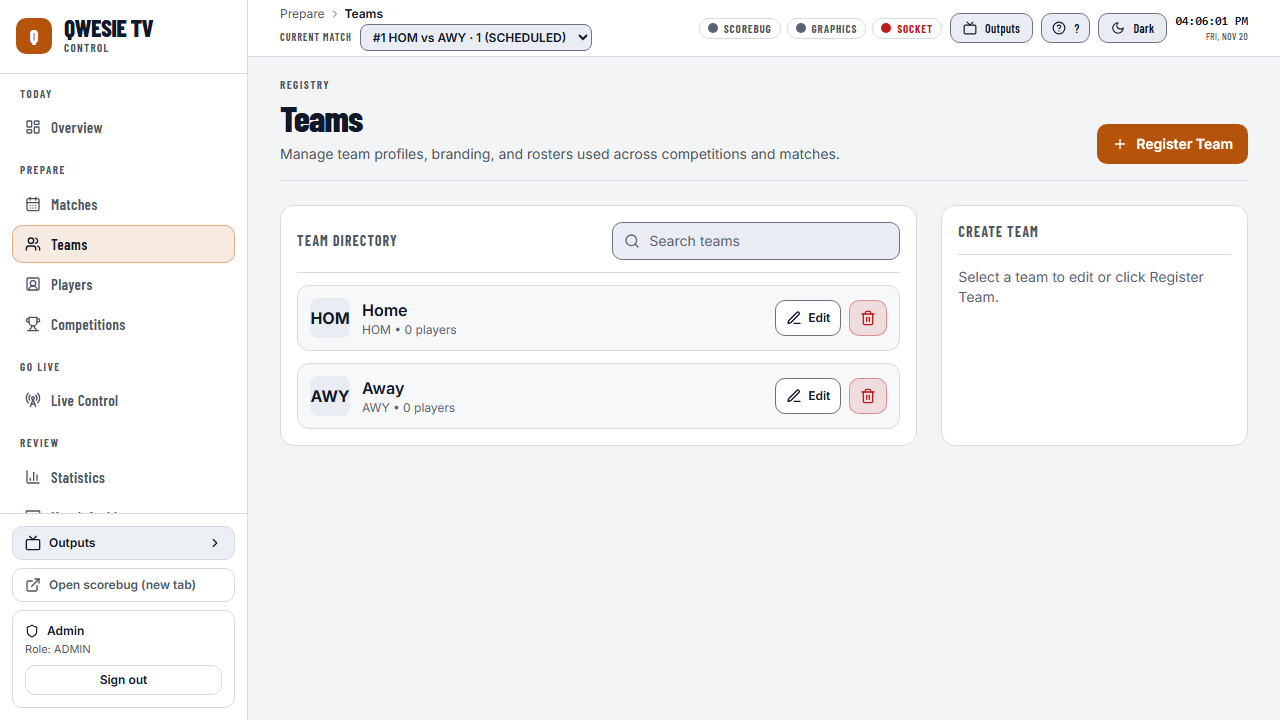 Q
QWESIE TV
CONTROL
TODAY
Overview
PREPARE
Matches
Teams
Players
Competitions
GO LIVE
Live Control
REVIEW
Statistics
Outputs
Open scorebug (new tab)
Admin
Role: ADMIN
Sign out
Prepare > Teams
CURRENT MATCH
#1 HOM vs AWY · 1 (SCHEDULED)
SCOREBUG
GRAPHICS
SOCKET
Outputs
?
Dark
04:06:01 PM
FRI, NOV 20
REGISTRY
Teams
Manage team profiles, branding, and rosters used across competitions and matches.
Register Team
TEAM DIRECTORY
Search teams
HOM
Home
HOM • 0 players
Edit
AWY
Away
AWY • 0 players
Edit
CREATE TEAM
Select a team to edit or click Register
Team.